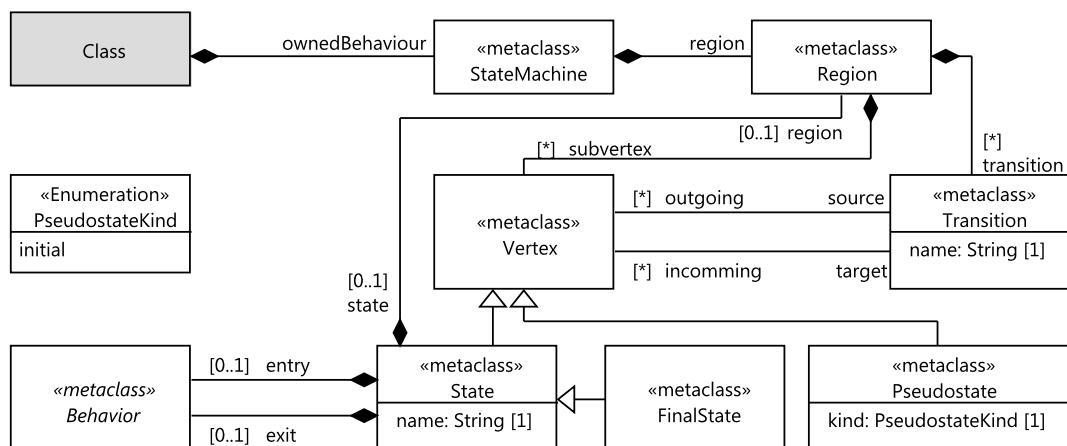 Class
ownedBehaviour
«metaclass»
StateMachine
region
«metaclass»
Region
[0..1] region
[*] subvertex
[*]
transition
«Enumeration»
PseudostateKind
initial
«metaclass»
Vertex
[*] outgoing
source
[*] incomming
target
«metaclass»
Transition
name: String [1]
[0..1]
state
«metaclass»
Behavior
[0..1] entry
[0..1] exit
«metaclass»
State
name: String [1]
«metaclass»
FinalState
«metaclass»
Pseudostate
kind: PseudostateKind [1]